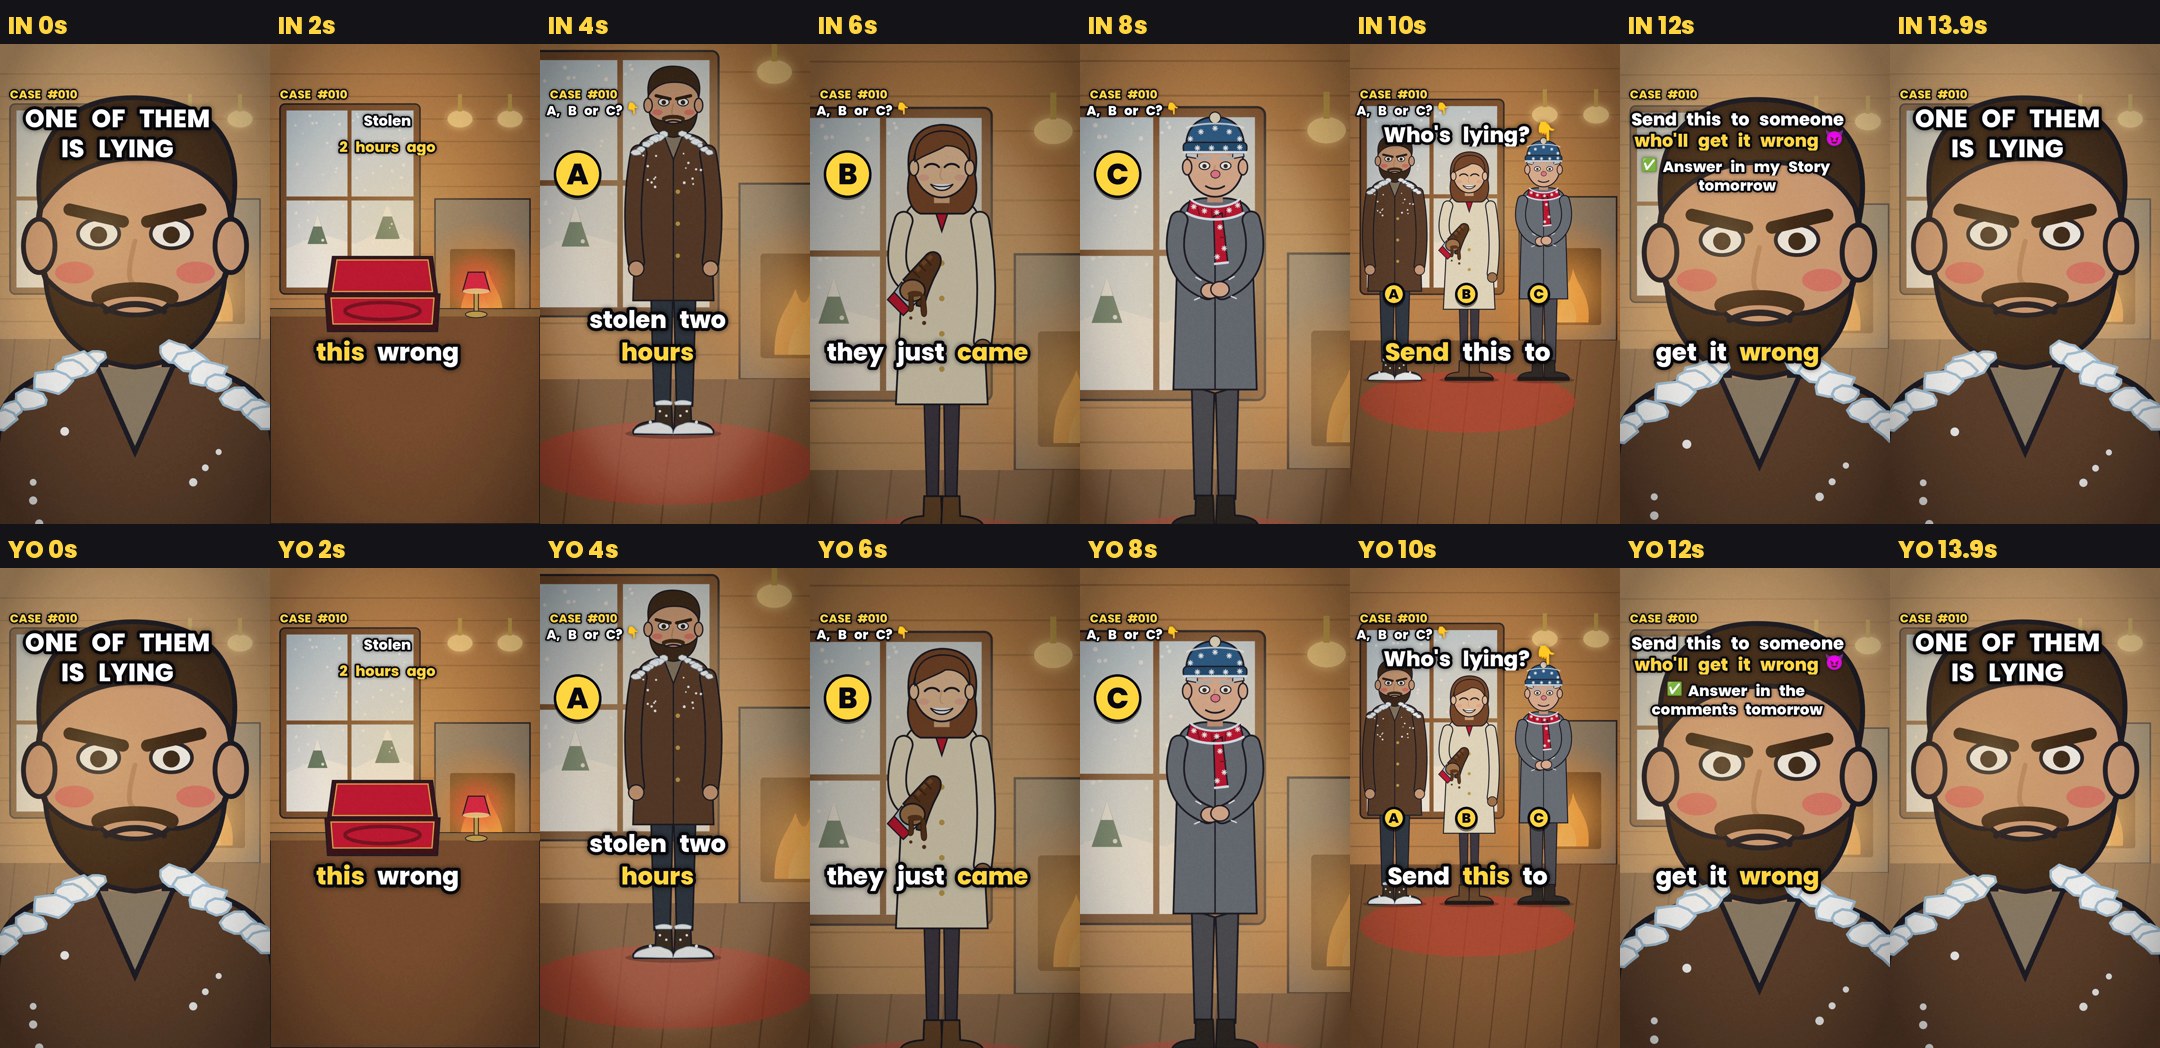 IN 0s
CASE #010
ONE OF THEM
IS LYING
IN 2s
CASE #010
Stolen
2 hours ago
this wrong
IN 4s
CASE #010
A, B or C? 👇
A
stolen two
hours
IN 6s
CASE #010
A, B or C? 👇
B
they just came
IN 8s
CASE #010
A, B or C? 👇
C
IN 10s
CASE #010
A, B or C? 👇
Who's lying? 👇
A
B
C
Send this to
IN 12s
CASE #010
Send this to someone
who'll get it wrong 😈
✅ Answer in my Story
tomorrow
get it wrong
IN 13.9s
CASE #010
ONE OF THEM
IS LYING
YO 0s
CASE #010
ONE OF THEM
IS LYING
YO 2s
CASE #010
Stolen
2 hours ago
this wrong
YO 4s
CASE #010
A, B or C? 👇
A
stolen two
hours
YO 6s
CASE #010
A, B or C? 👇
B
they just came
YO 8s
CASE #010
A, B or C? 👇
C
YO 10s
CASE #010
A, B or C? 👇
Who's lying? 👇
A
B
C
Send this to
YO 12s
CASE #010
Send this to someone
who'll get it wrong 😈
✅ Answer in the
comments tomorrow
get it wrong
YO 13.9s
CASE #010
ONE OF THEM
IS LYING